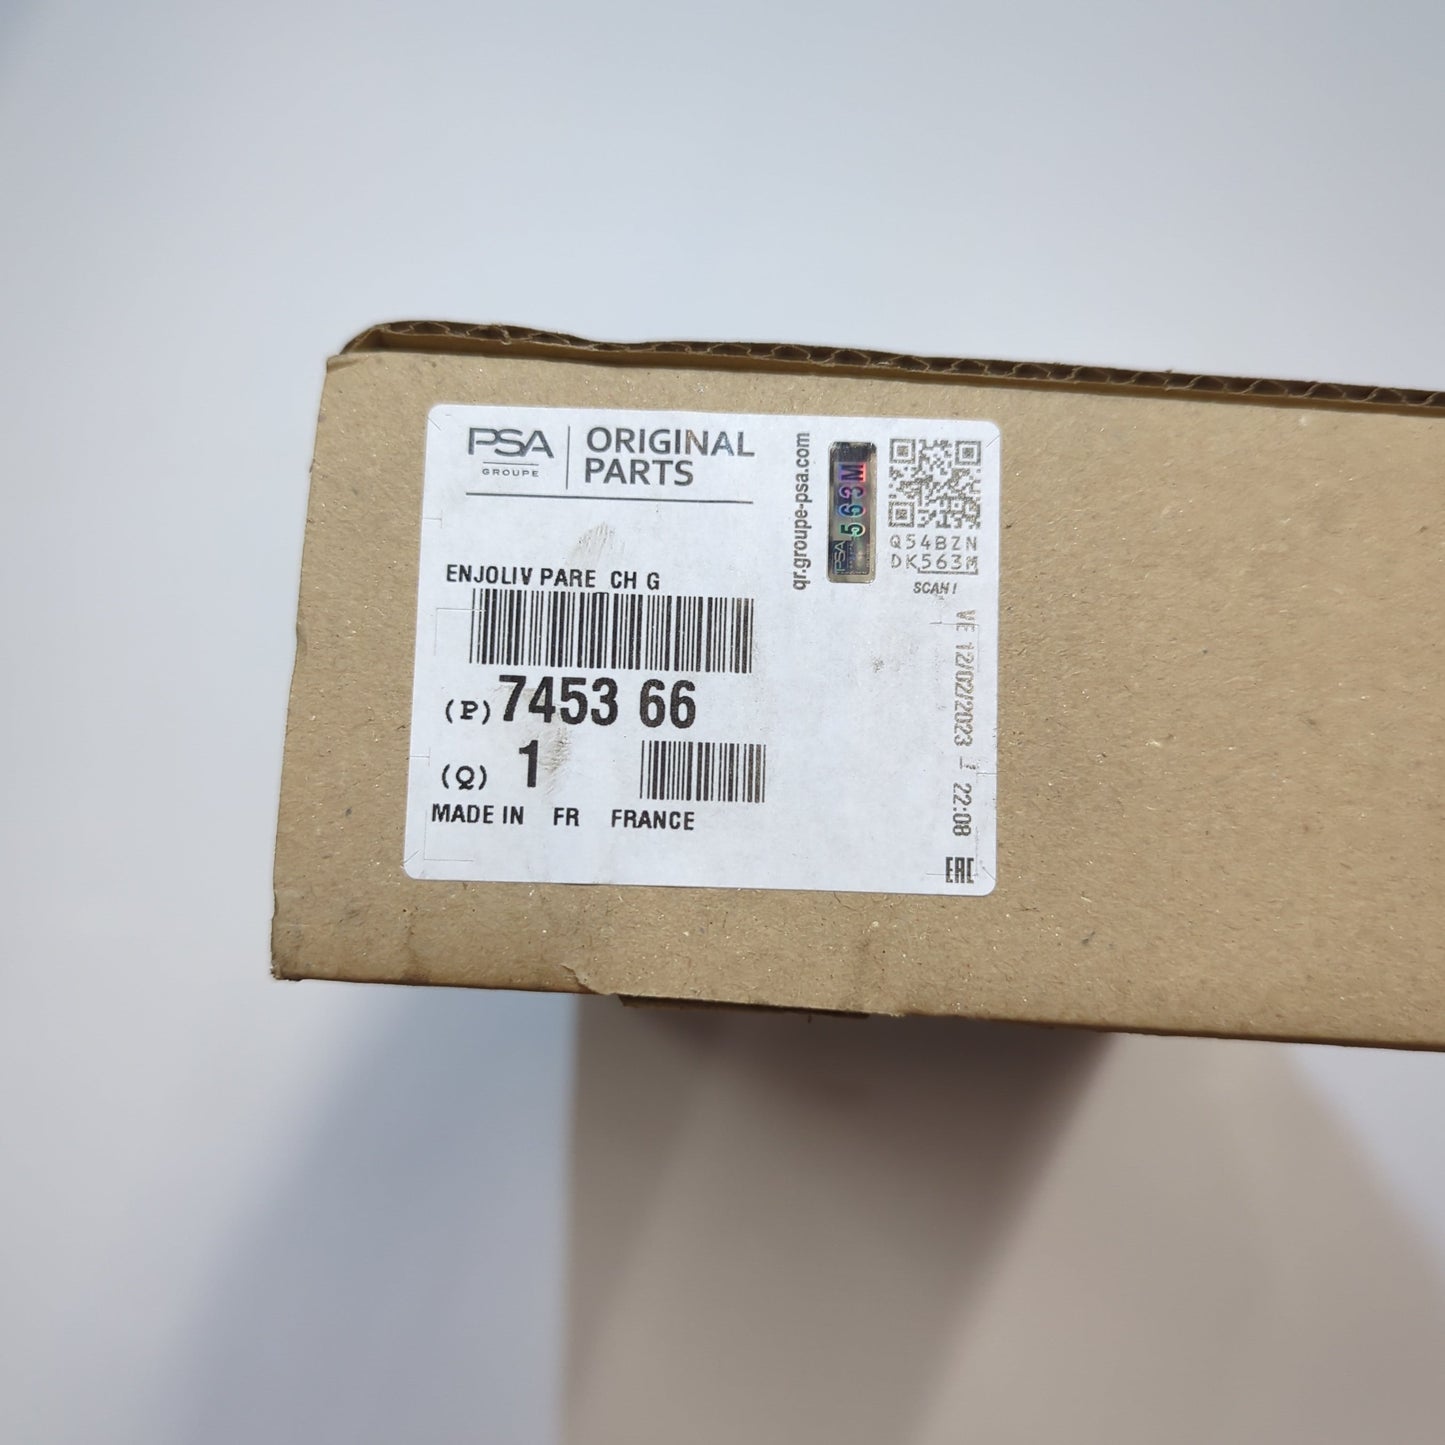 PSA
GROUPE
ORIGINAL
PARTS
ENJOLIV PARE CH G
(P) 7453 66
(Q) 1
MADE IN FR FRANCE
qr.groupe-psa.com
PSA 563M
Q54BZN
DK563M
SCAN!
VE 12/02/2023 22:08
EAC